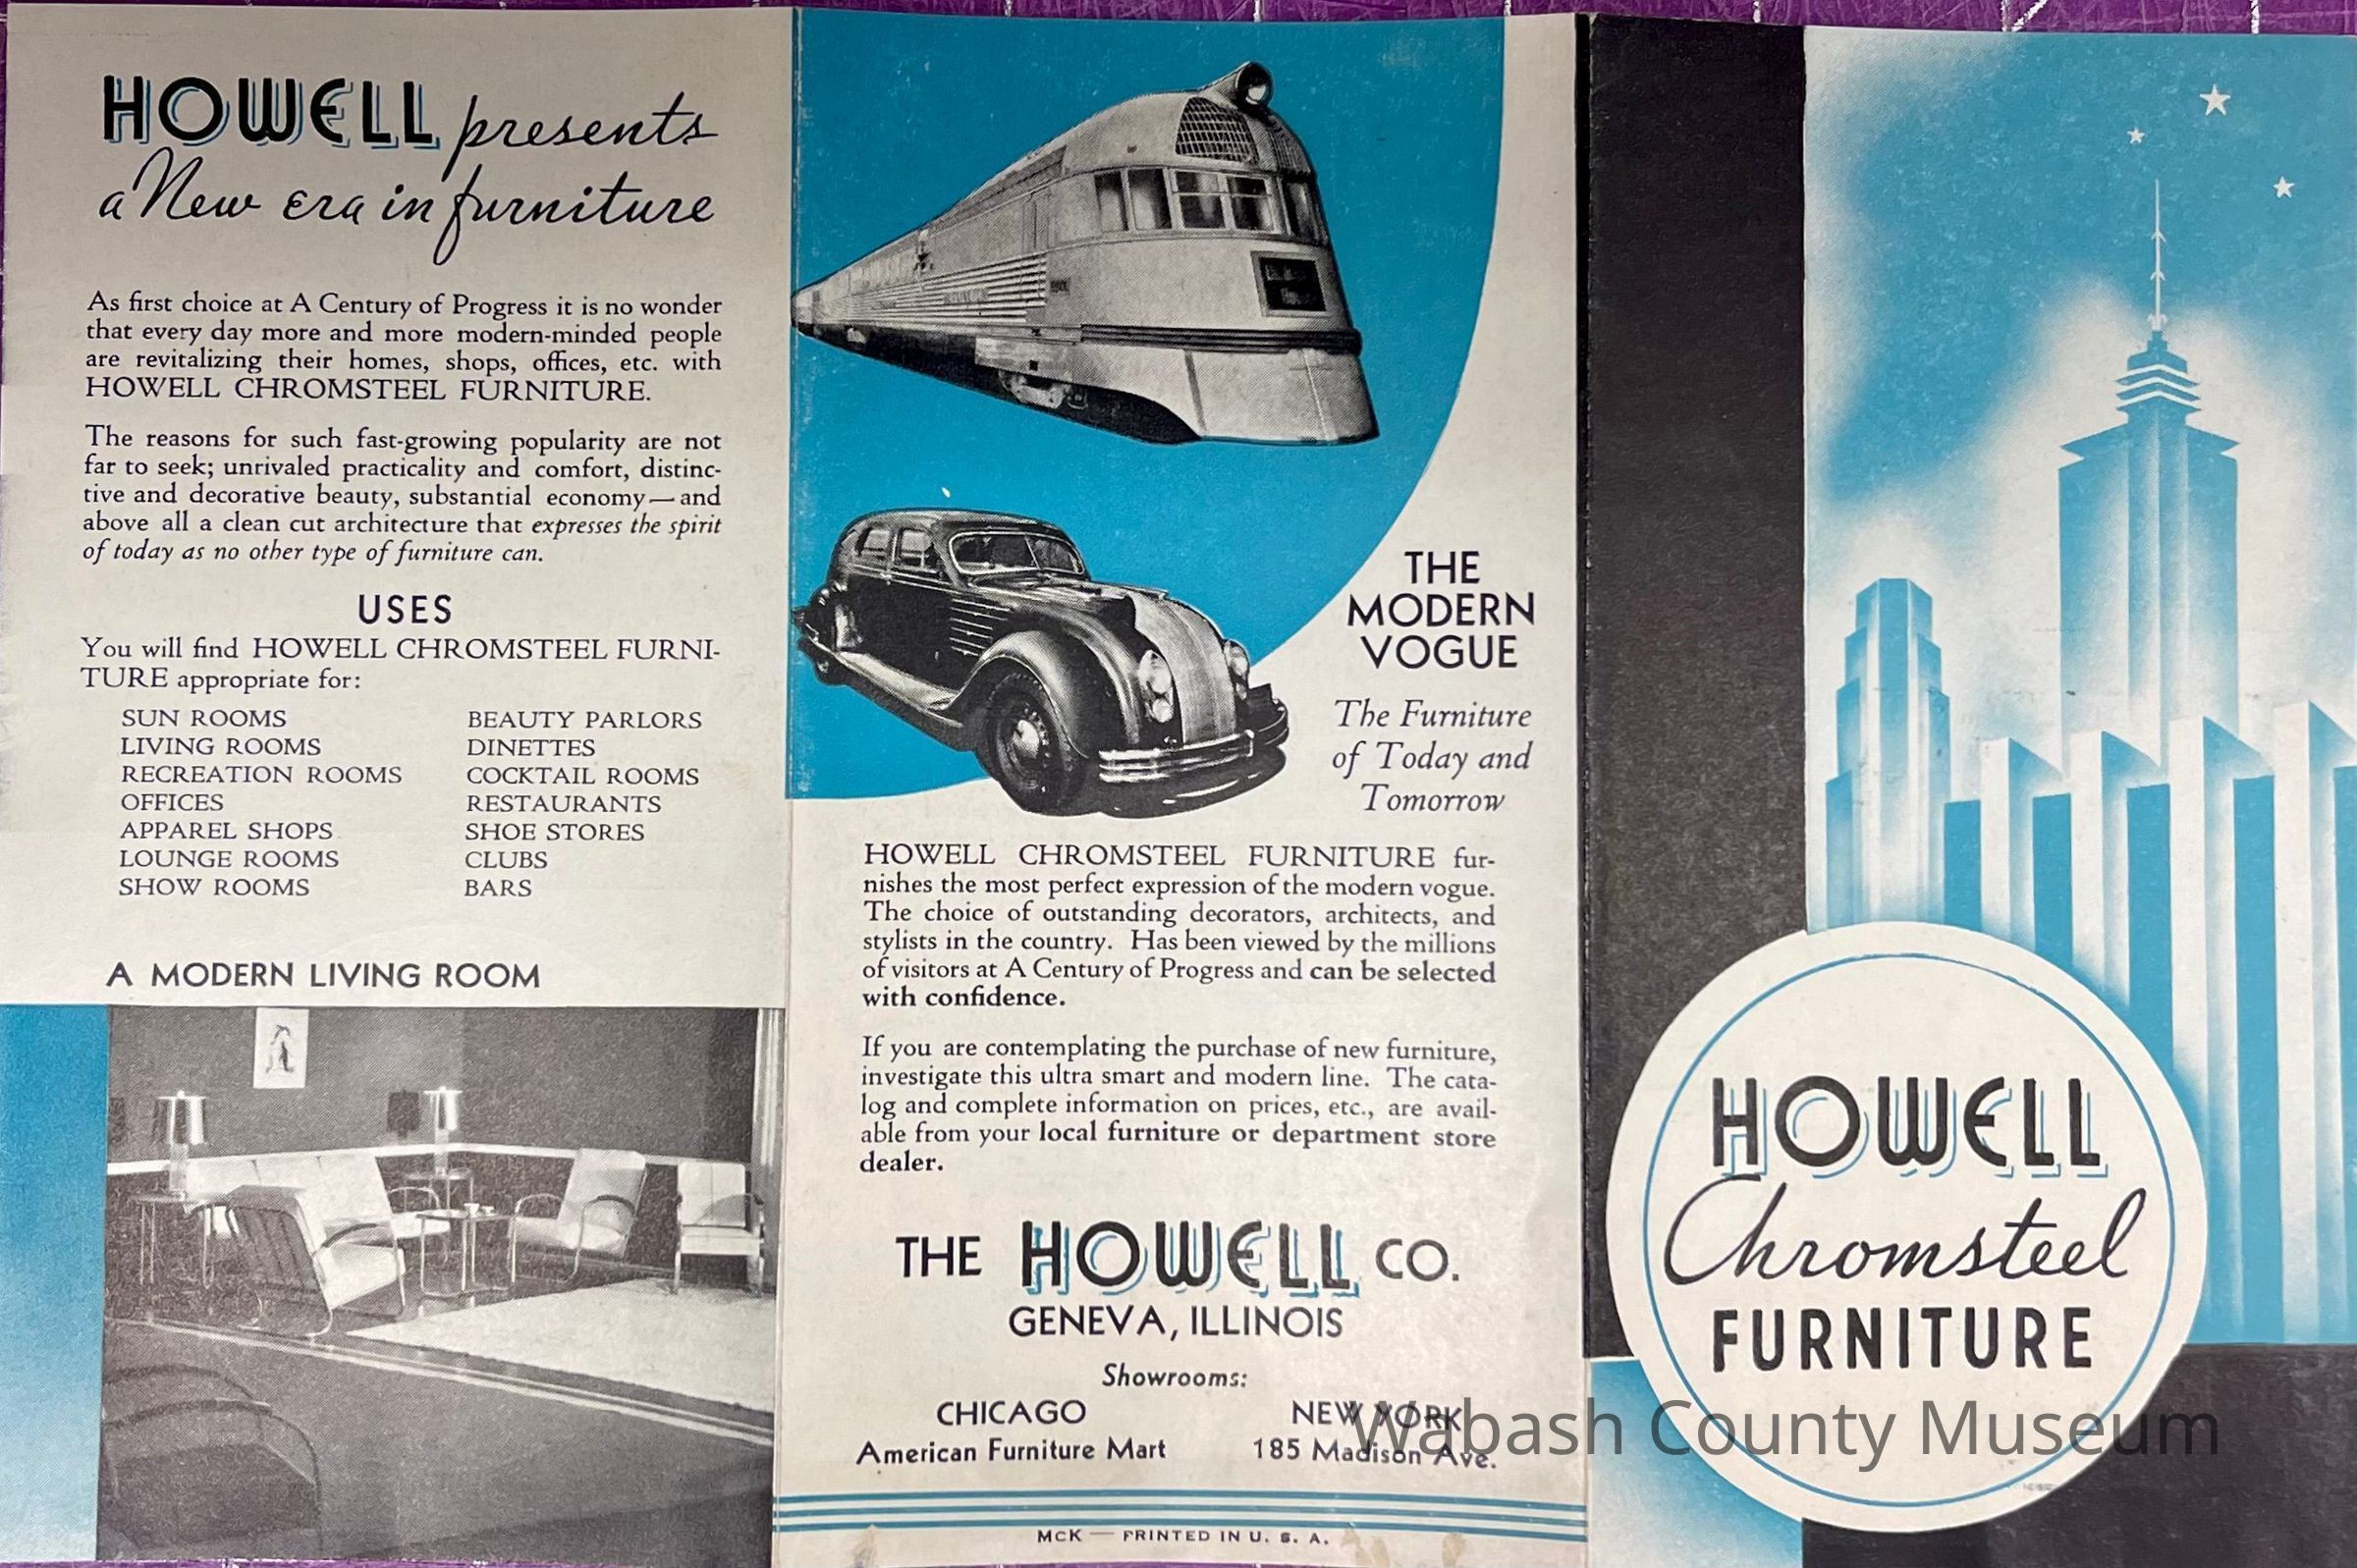 HOWELL presents
a New era in furniture
As first choice at A Century of Progress it is no wonder
that every day more and more modern-minded people
are revitalizing their homes, shops, offices, etc. with
HOWELL CHROMSTEEL FURNITURE.
The reasons for such fast-growing popularity are not
far to seek; unrivaled practicality and comfort, distinc-
tive and decorative beauty, substantial economy—and
above all a clean cut architecture that expresses the spirit
of today as no other type of furniture can.
USES
You will find HOWELL CHROMSTEEL FURNI-
TURE appropriate for:
SUN ROOMS
LIVING ROOMS
RECREATION ROOMS
OFFICES
APPAREL SHOPS
LOUNGE ROOMS
SHOW ROOMS
BEAUTY PARLORS
DINETTES
COCKTAIL ROOMS
RESTAURANTS
SHOE STORES
CLUBS
BARS
A MODERN LIVING ROOM
THE
MODERN
VOGUE
The Furniture
of Today and
Tomorrow
HOWELL CHROMSTEEL FURNITURE fur-
nishes the most perfect expression of the modern vogue.
The choice of outstanding decorators, architects, and
stylists in the country. Has been viewed by the millions
of visitors at A Century of Progress and can be selected
with confidence.
If you are contemplating the purchase of new furniture,
investigate this ultra smart and modern line. The cata-
log and complete information on prices, etc., are avail-
able from your local furniture or department store
dealer.
THE HOWELL CO.
GENEVA, ILLINOIS
Showrooms:
CHICAGO
American Furniture Mart
NEW YORK
185 Madison Ave.
McK — PRINTED IN U. S. A.
HOWELL
Chromsteel
FURNITURE
Wabash County Museum